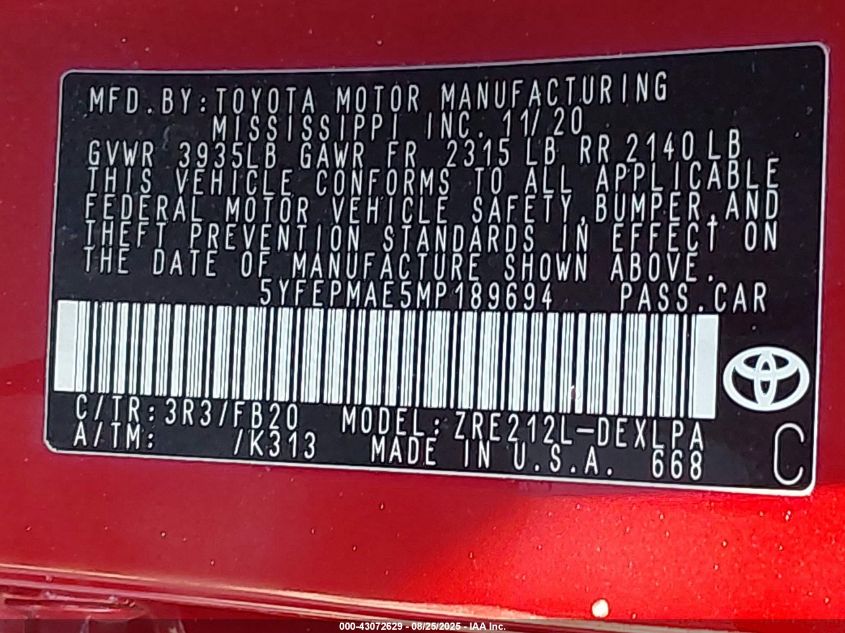 MFD.BY:TOYOTA MOTOR MANUFACTURING
MISSISSIPPI INC. 11/20
GVWR 3935LB GAWR FR 2315 LB RR 2140 LB
THIS VEHICLE CONFORMS TO ALL APPLICABLE
FEDERAL MOTOR VEHICLE SAFETY,BUMPER,AND
THEFT PREVENTION STANDARDS IN EFFECT ON
THE DATE OF MANUFACTURE SHOWN ABOVE.
5YFEPMAE5MP189694 PASS.CAR
C/TR:3R3/FB20 MODEL:ZRE212L-DEXLPA
A/TM: /K313 MADE IN U.S.A. 668 C
000-43072629 - 08/25/2025 - IAA Inc.